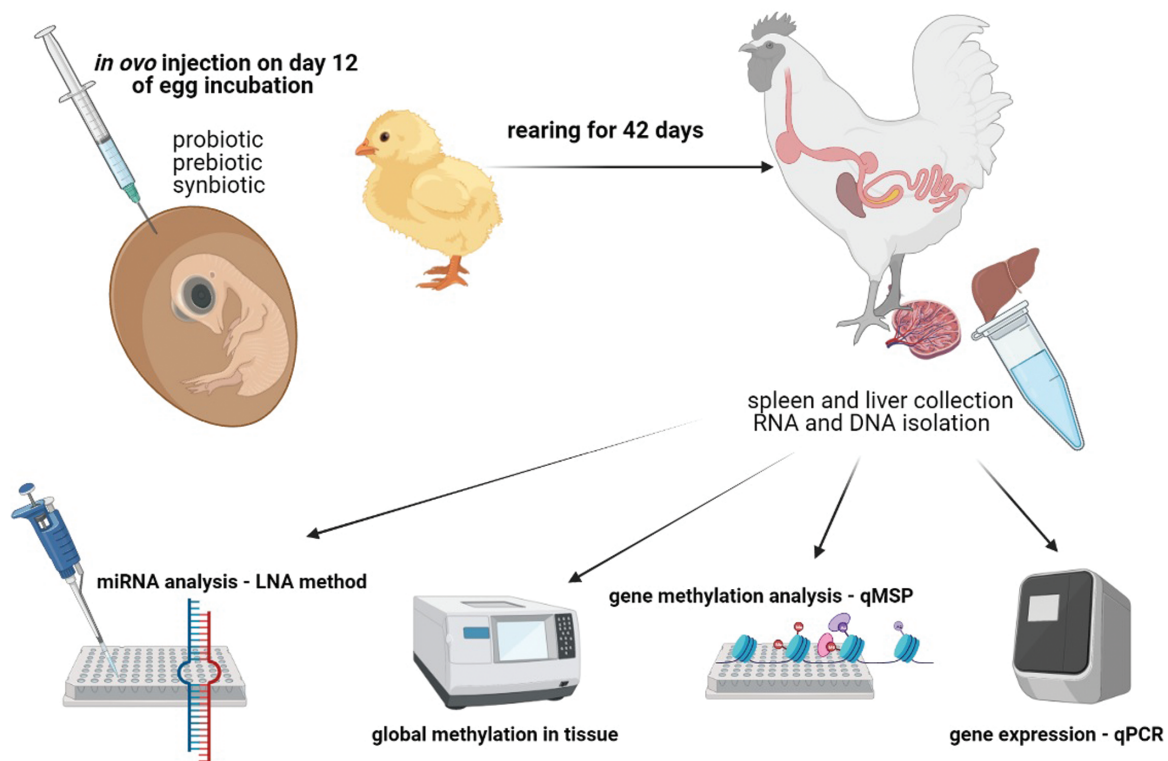 in ovo injection on day 12
of egg incubation
probiotic
prebiotic
synbiotic
rearing for 42 days
spleen and liver collection
RNA and DNA isolation
miRNA analysis - LNA method
global methylation in tissue
gene methylation analysis - qMSP
gene expression - qPCR